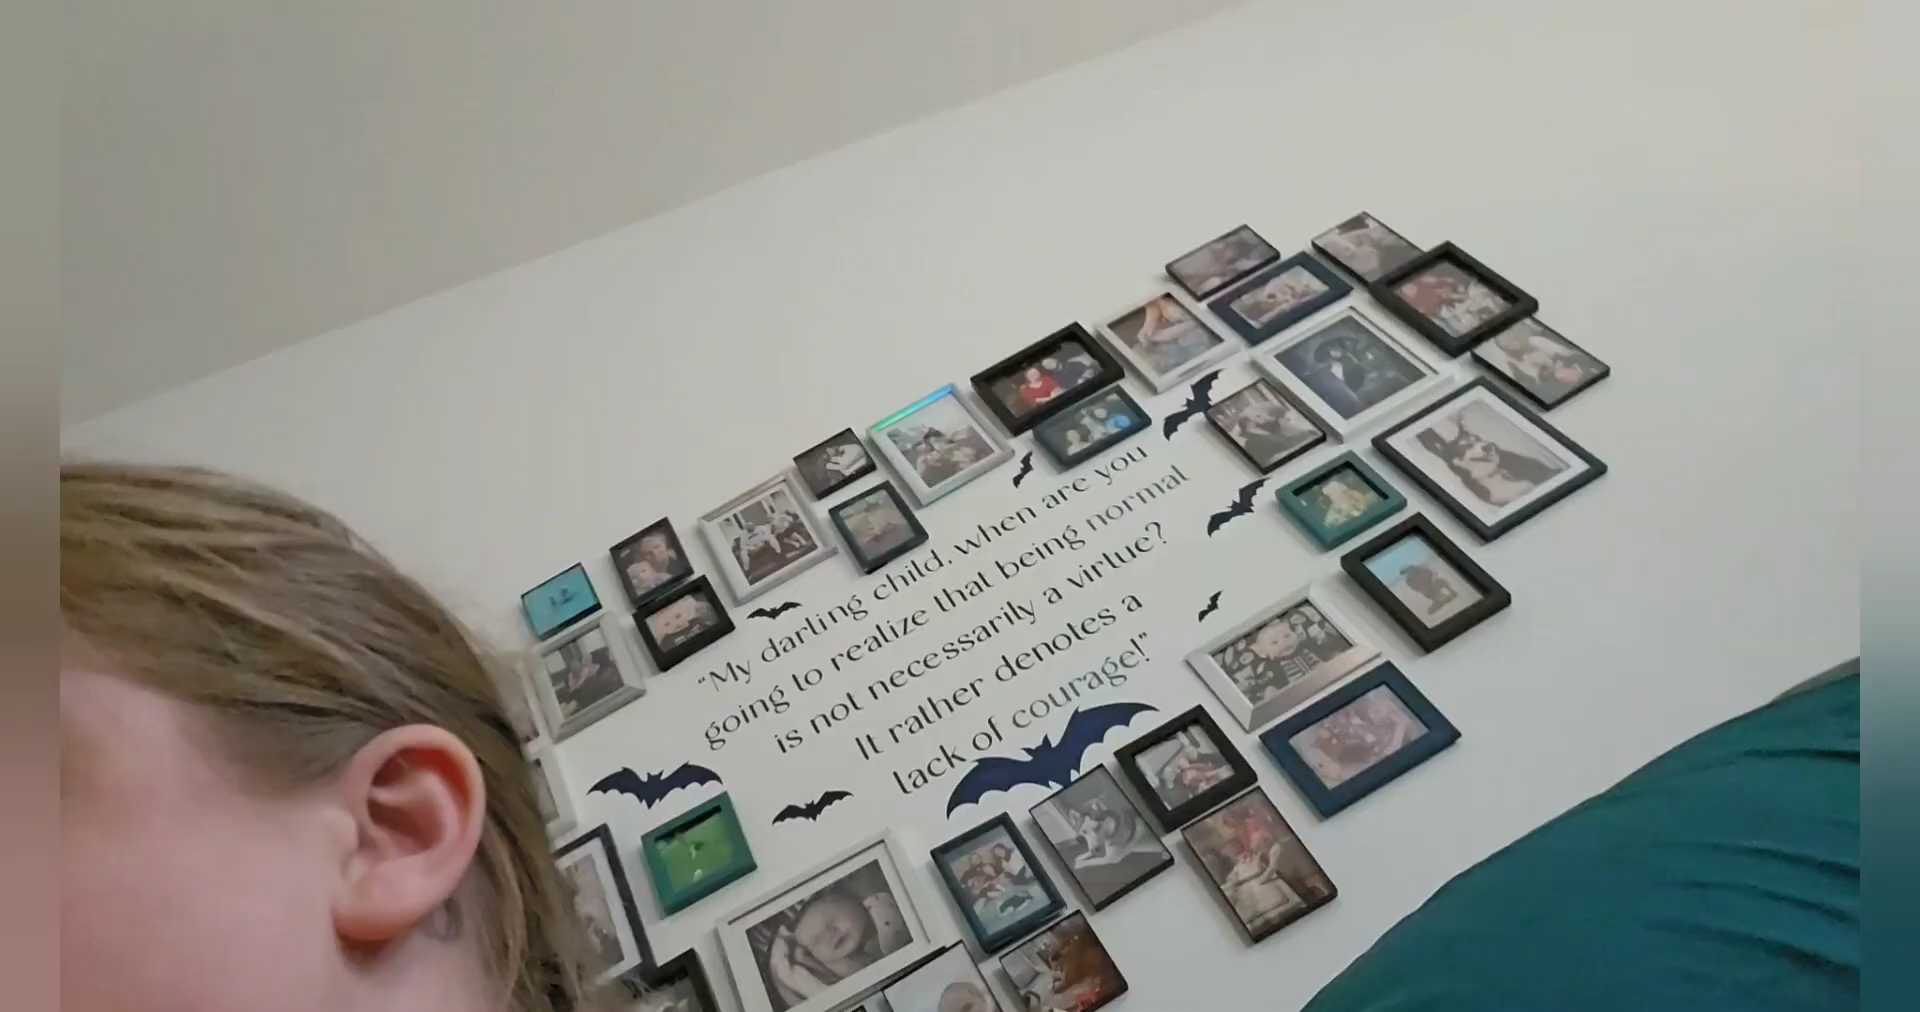 "My darling child, when are you
going to realize that being normal
is not necessarily a virtue?
It rather denotes a
lack of courage!"